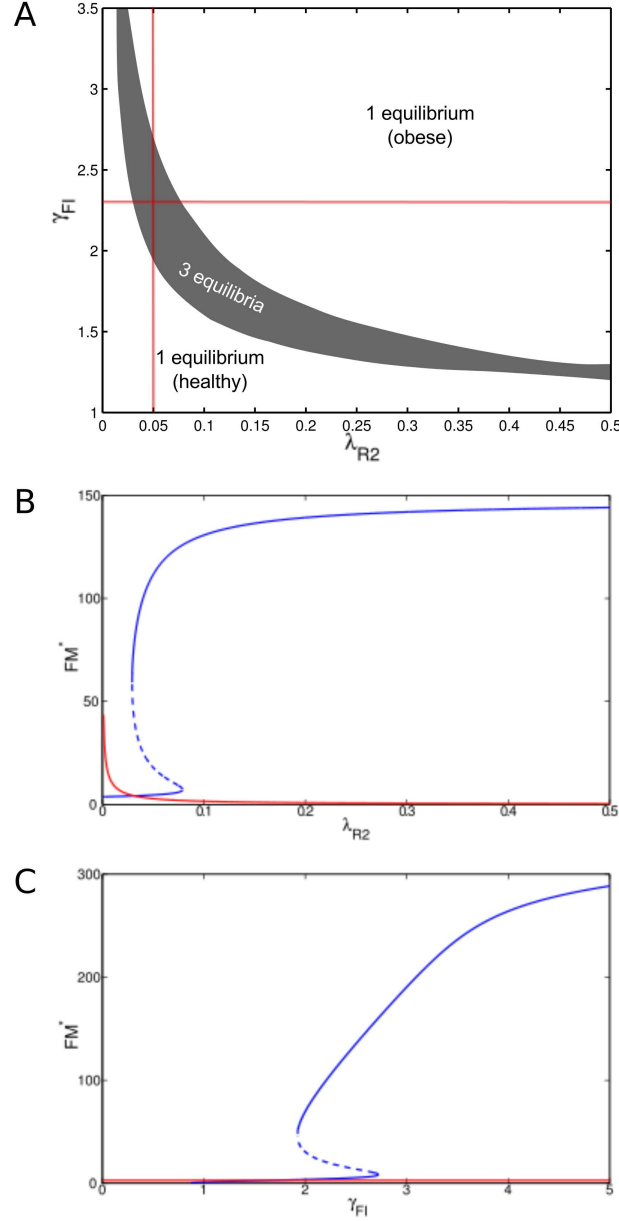 A
3.5
3
2.5
2
1.5
1
γFI
1 equilibrium
(obese)
3 equilibria
1 equilibrium
(healthy)
0 0.05 0.1 0.15 0.2 0.25 0.3 0.35 0.4 0.45 0.5
λR2
B
150
100
50
0
FM*
0 0.1 0.2 0.3 0.4 0.5
λR2
C
300
200
100
0
FM*
0 1 2 3 4 5
γFI